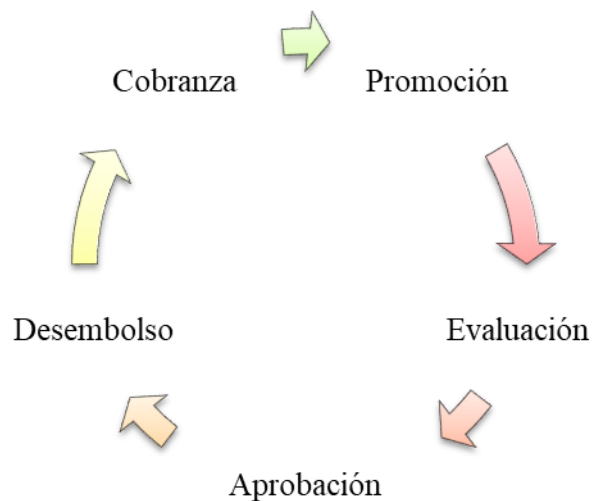 Cobranza
Promoción
Desembolso
Evaluación
Aprobación